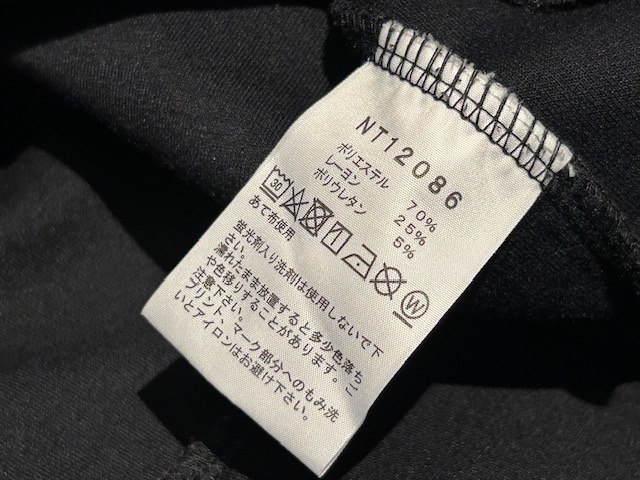 NT12086
ポリエステル 70%
レーヨン 25%
ポリウレタン 5%
30 W
あて布使用
蛍光剤入り洗剤は使用しないで下
さい。
濡れたまま放置すると多少色落ち
や色移りすることがあります。ご
注意下さい。
プリント、マーク部分へのもみ洗
いとアイロンはお避け下さい。